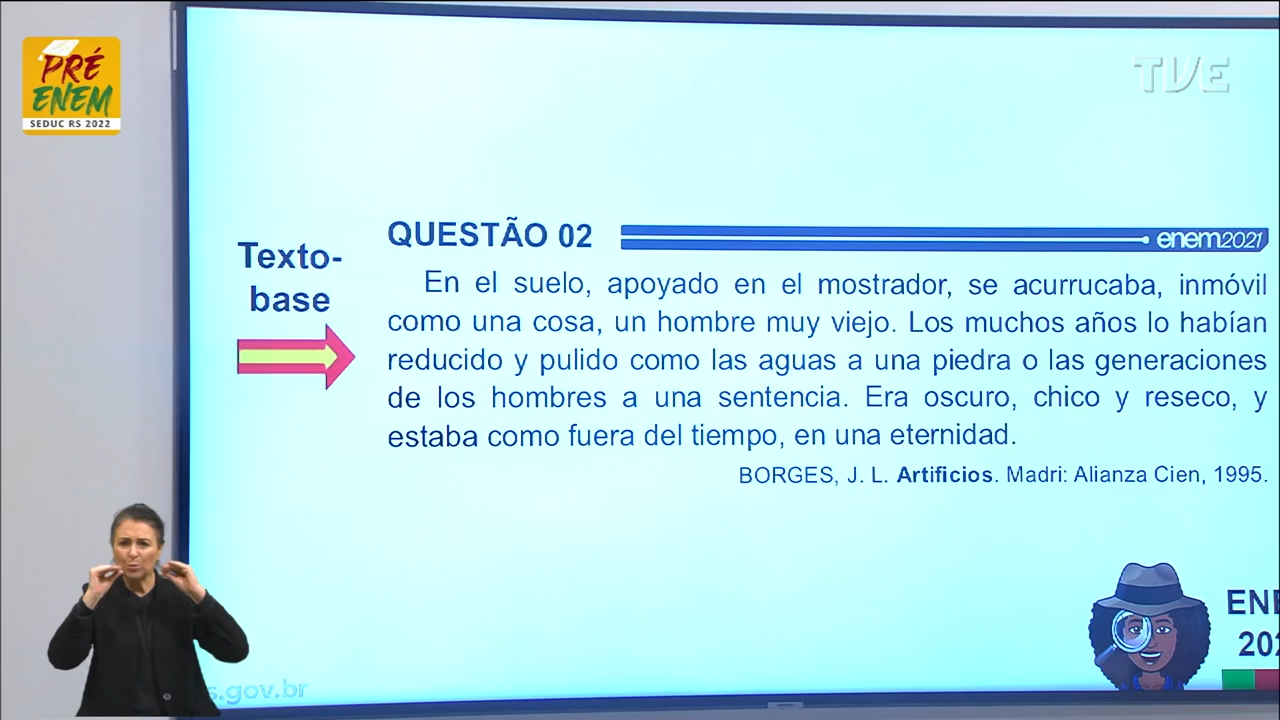 PRÉ
ENEM
SEDUC RS 2022
TVE
Texto-
base
QUESTÃO 02
enem2021
En el suelo, apoyado en el mostrador, se acurrucaba, inmóvil
como una cosa, un hombre muy viejo. Los muchos años lo habían
reducido y pulido como las aguas a una piedra o las generaciones
de los hombres a una sentencia. Era oscuro, chico y reseco, y
estaba como fuera del tiempo, en una eternidad.
BORGES, J. L. Artificios. Madri: Alianza Cien, 1995.
s.gov.br